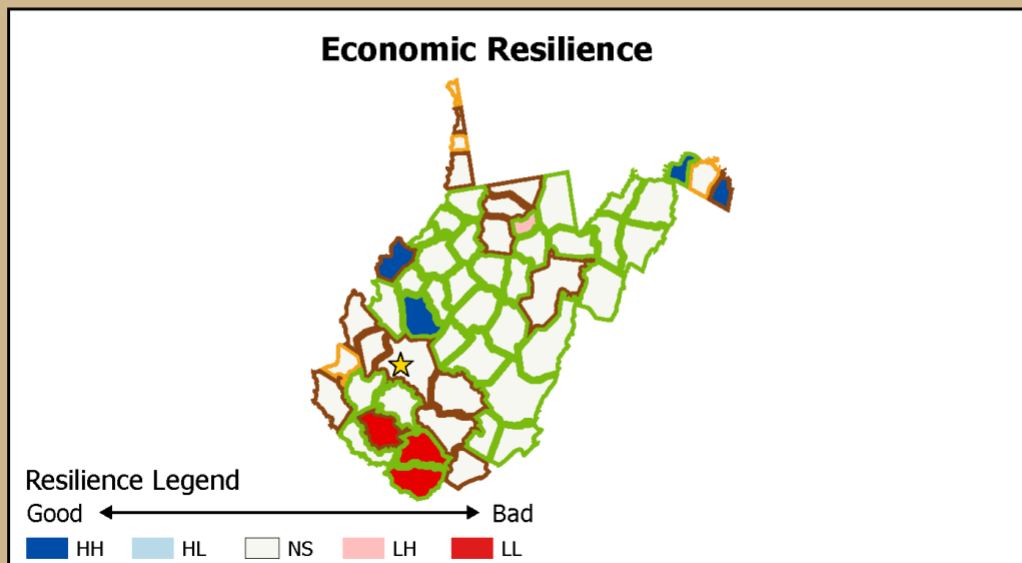 Economic Resilience
Resilience Legend
Good Bad
HH HL NS LH LL